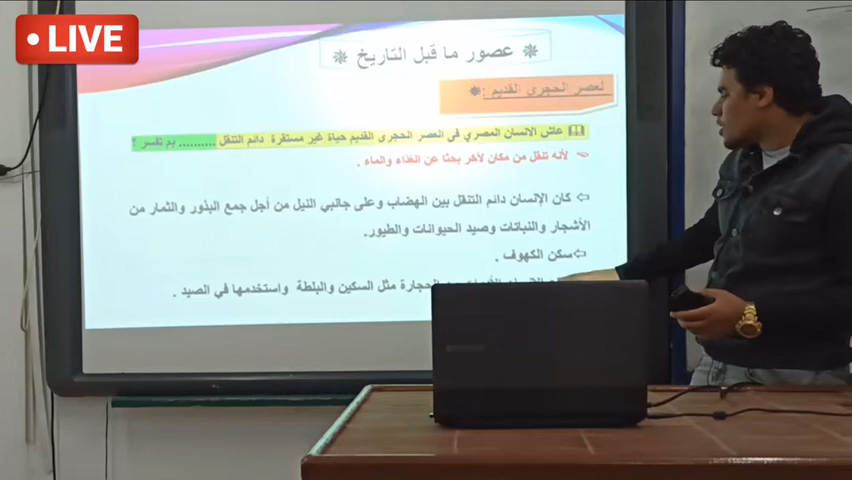 LIVE
عصور ما قبل التاريخ
لعصر الحجري القديم :
عاش الانسان المصري فى العصر الحجرى القديم حياة غير مستقرة دائم التنقل .......... بم تفسر ؟
لأنه تنقل من مكان لآخر بحثا عن الغذاء والماء .
كان الإنسان دائم التنقل بين الهضاب وعلى جانبي النيل من أجل جمع البذور والثمار من
الأشجار والنباتات وصيد الحيوانات والطيور.
سكن الكهوف .
الحجارة مثل السكين والبلطة واستخدمها في الصيد .